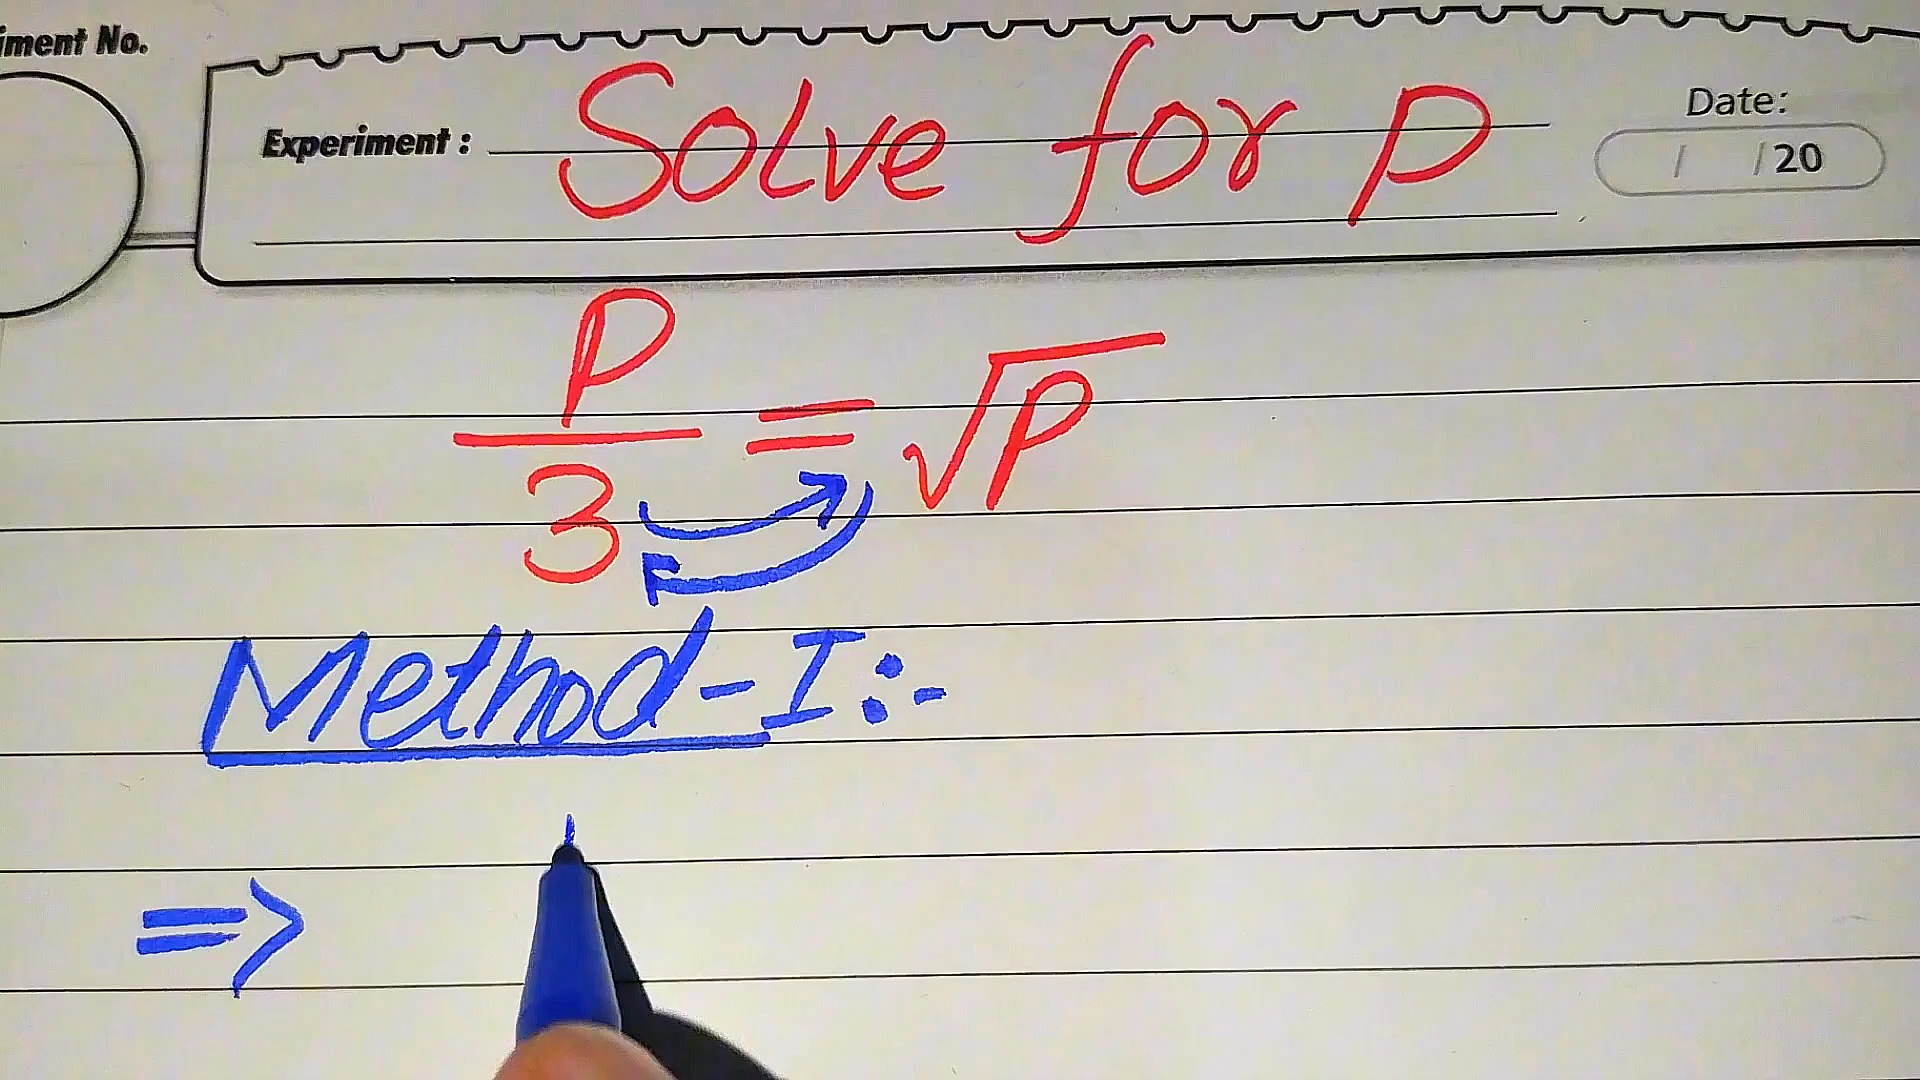 iment No.
Experiment : Solve for p
Date:
/ /20
P/3 = √P
Method-I:-
=>